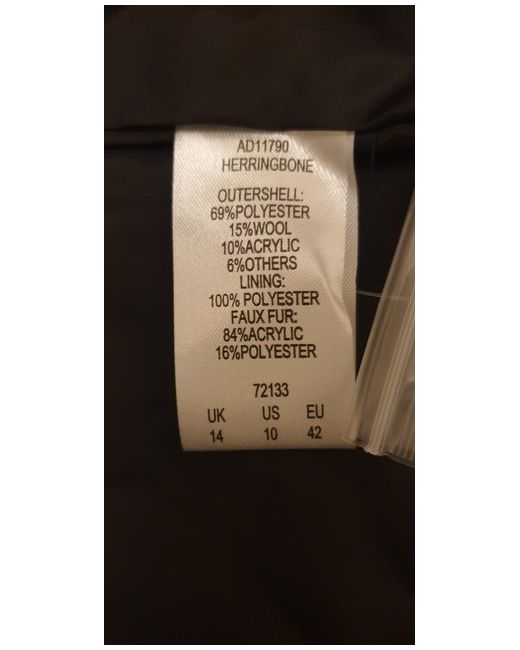 AD11790
HERRINGBONE
OUTERSHELL:
69%POLYESTER
15%WOOL
10%ACRYLIC
6%OTHERS
LINING:
100% POLYESTER
FAUX FUR:
84%ACRYLIC
16%POLYESTER
72133
UK US EU
14 10 42